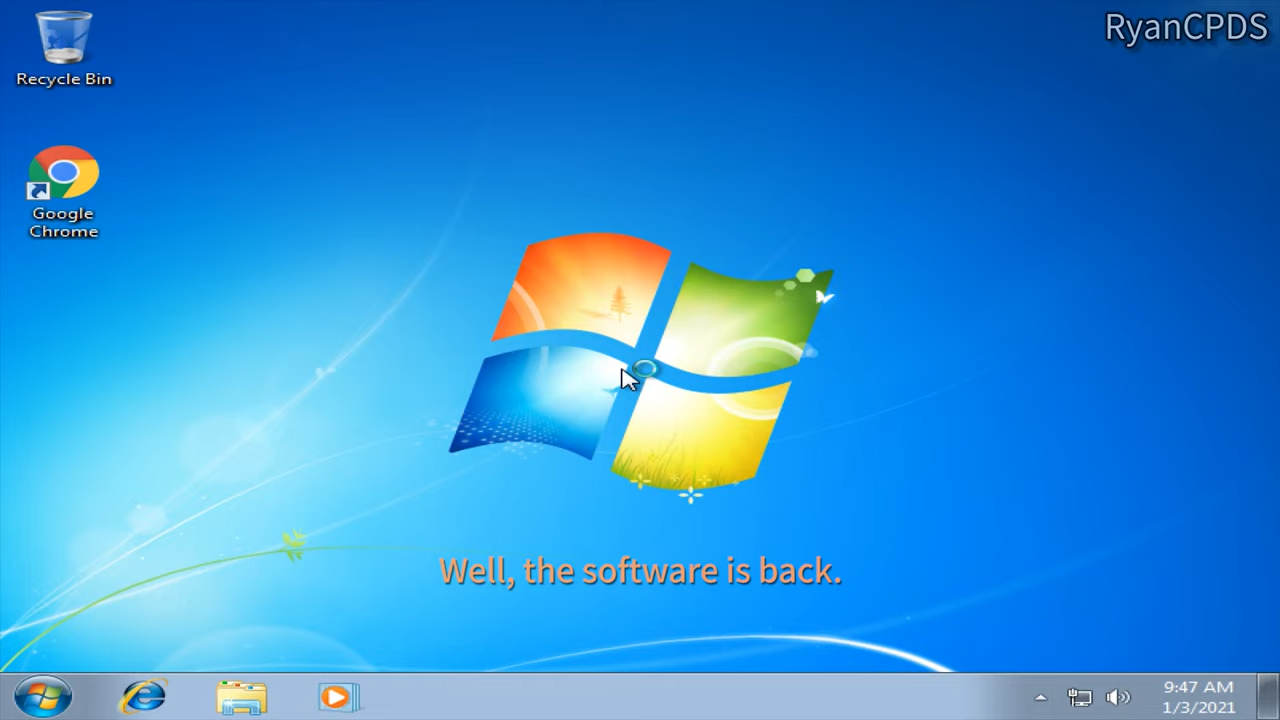 RyanCPDS
Recycle Bin
Google
Chrome
Well, the software is back.
9:47 AM
1/3/2021